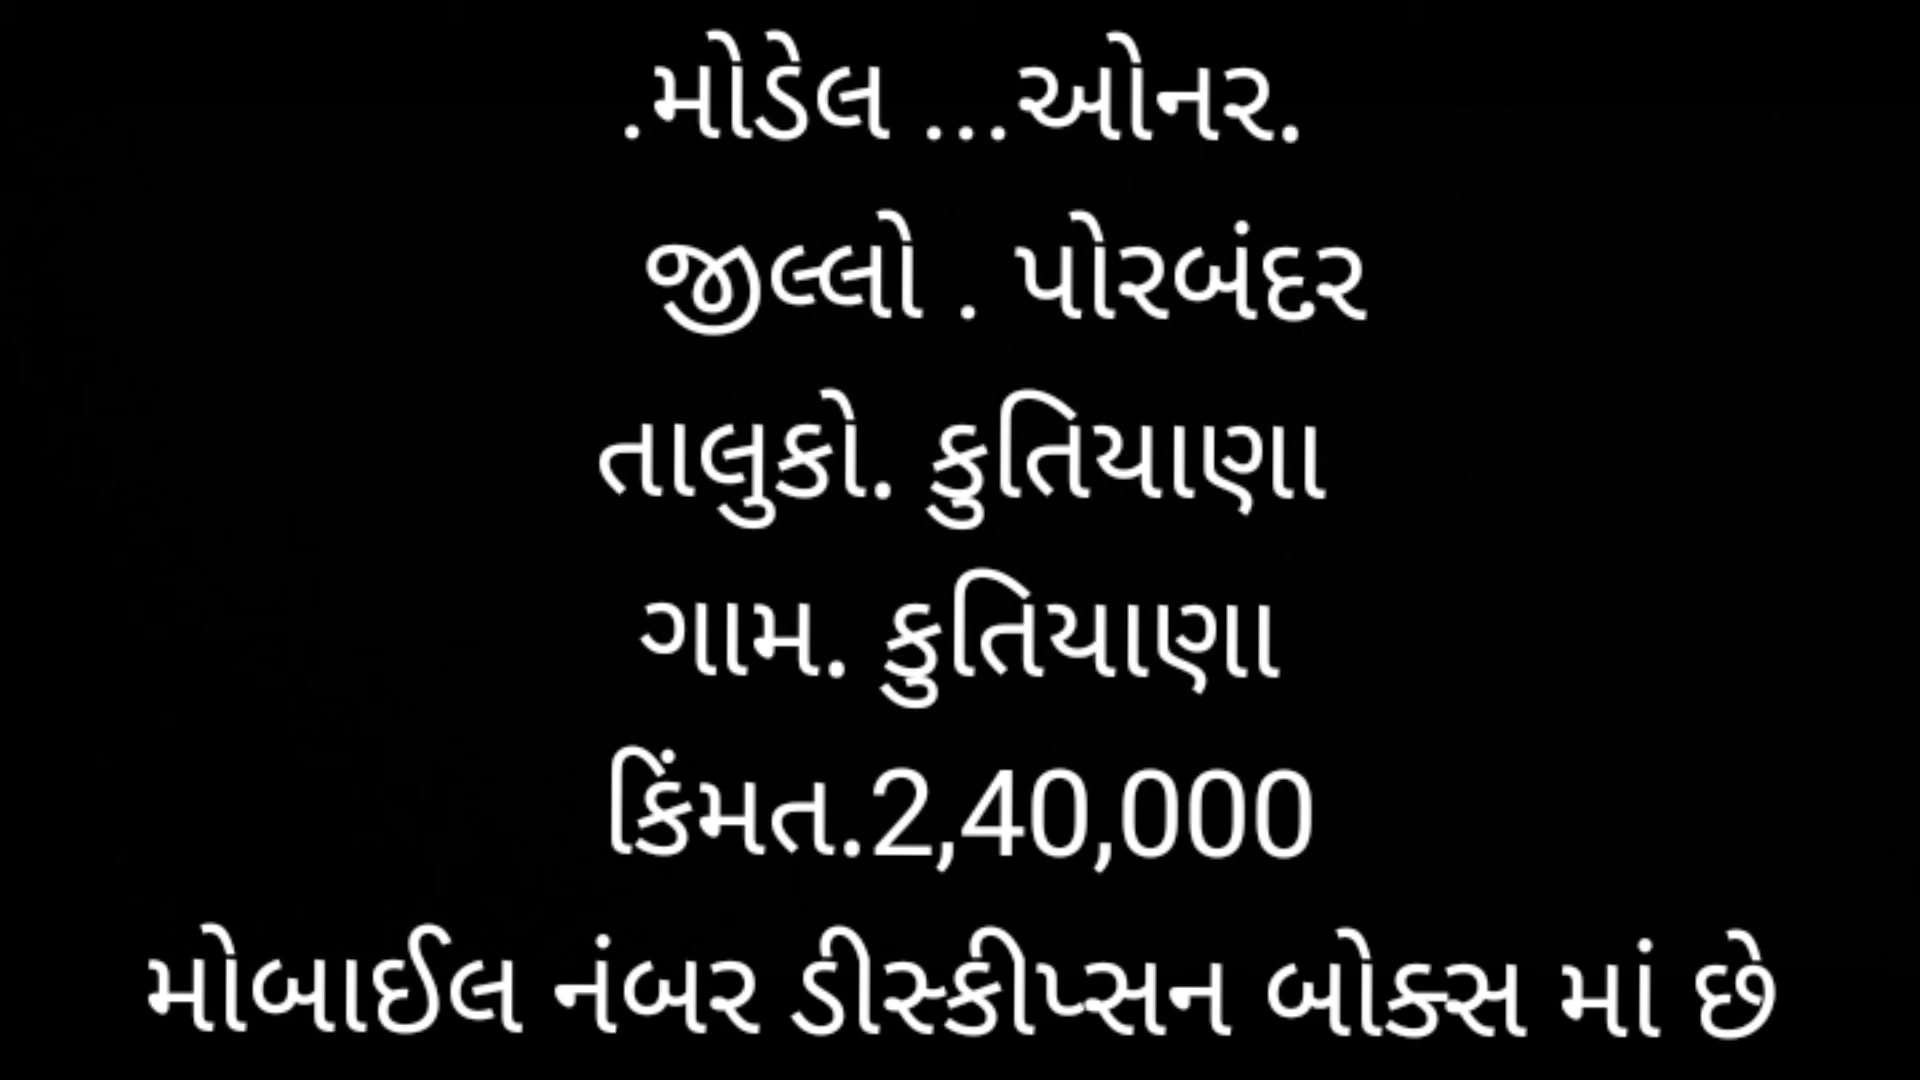 .મોડેલ ...ઓનર.
જીલ્લો . પોરબંદર
તાલુકો. કુતિયાણા
ગામ. કુતિયાણા
કિંમત.2,40,000
મોબાઈલ નંબર ડીસ્કીપ્સન બોક્સ માં છે